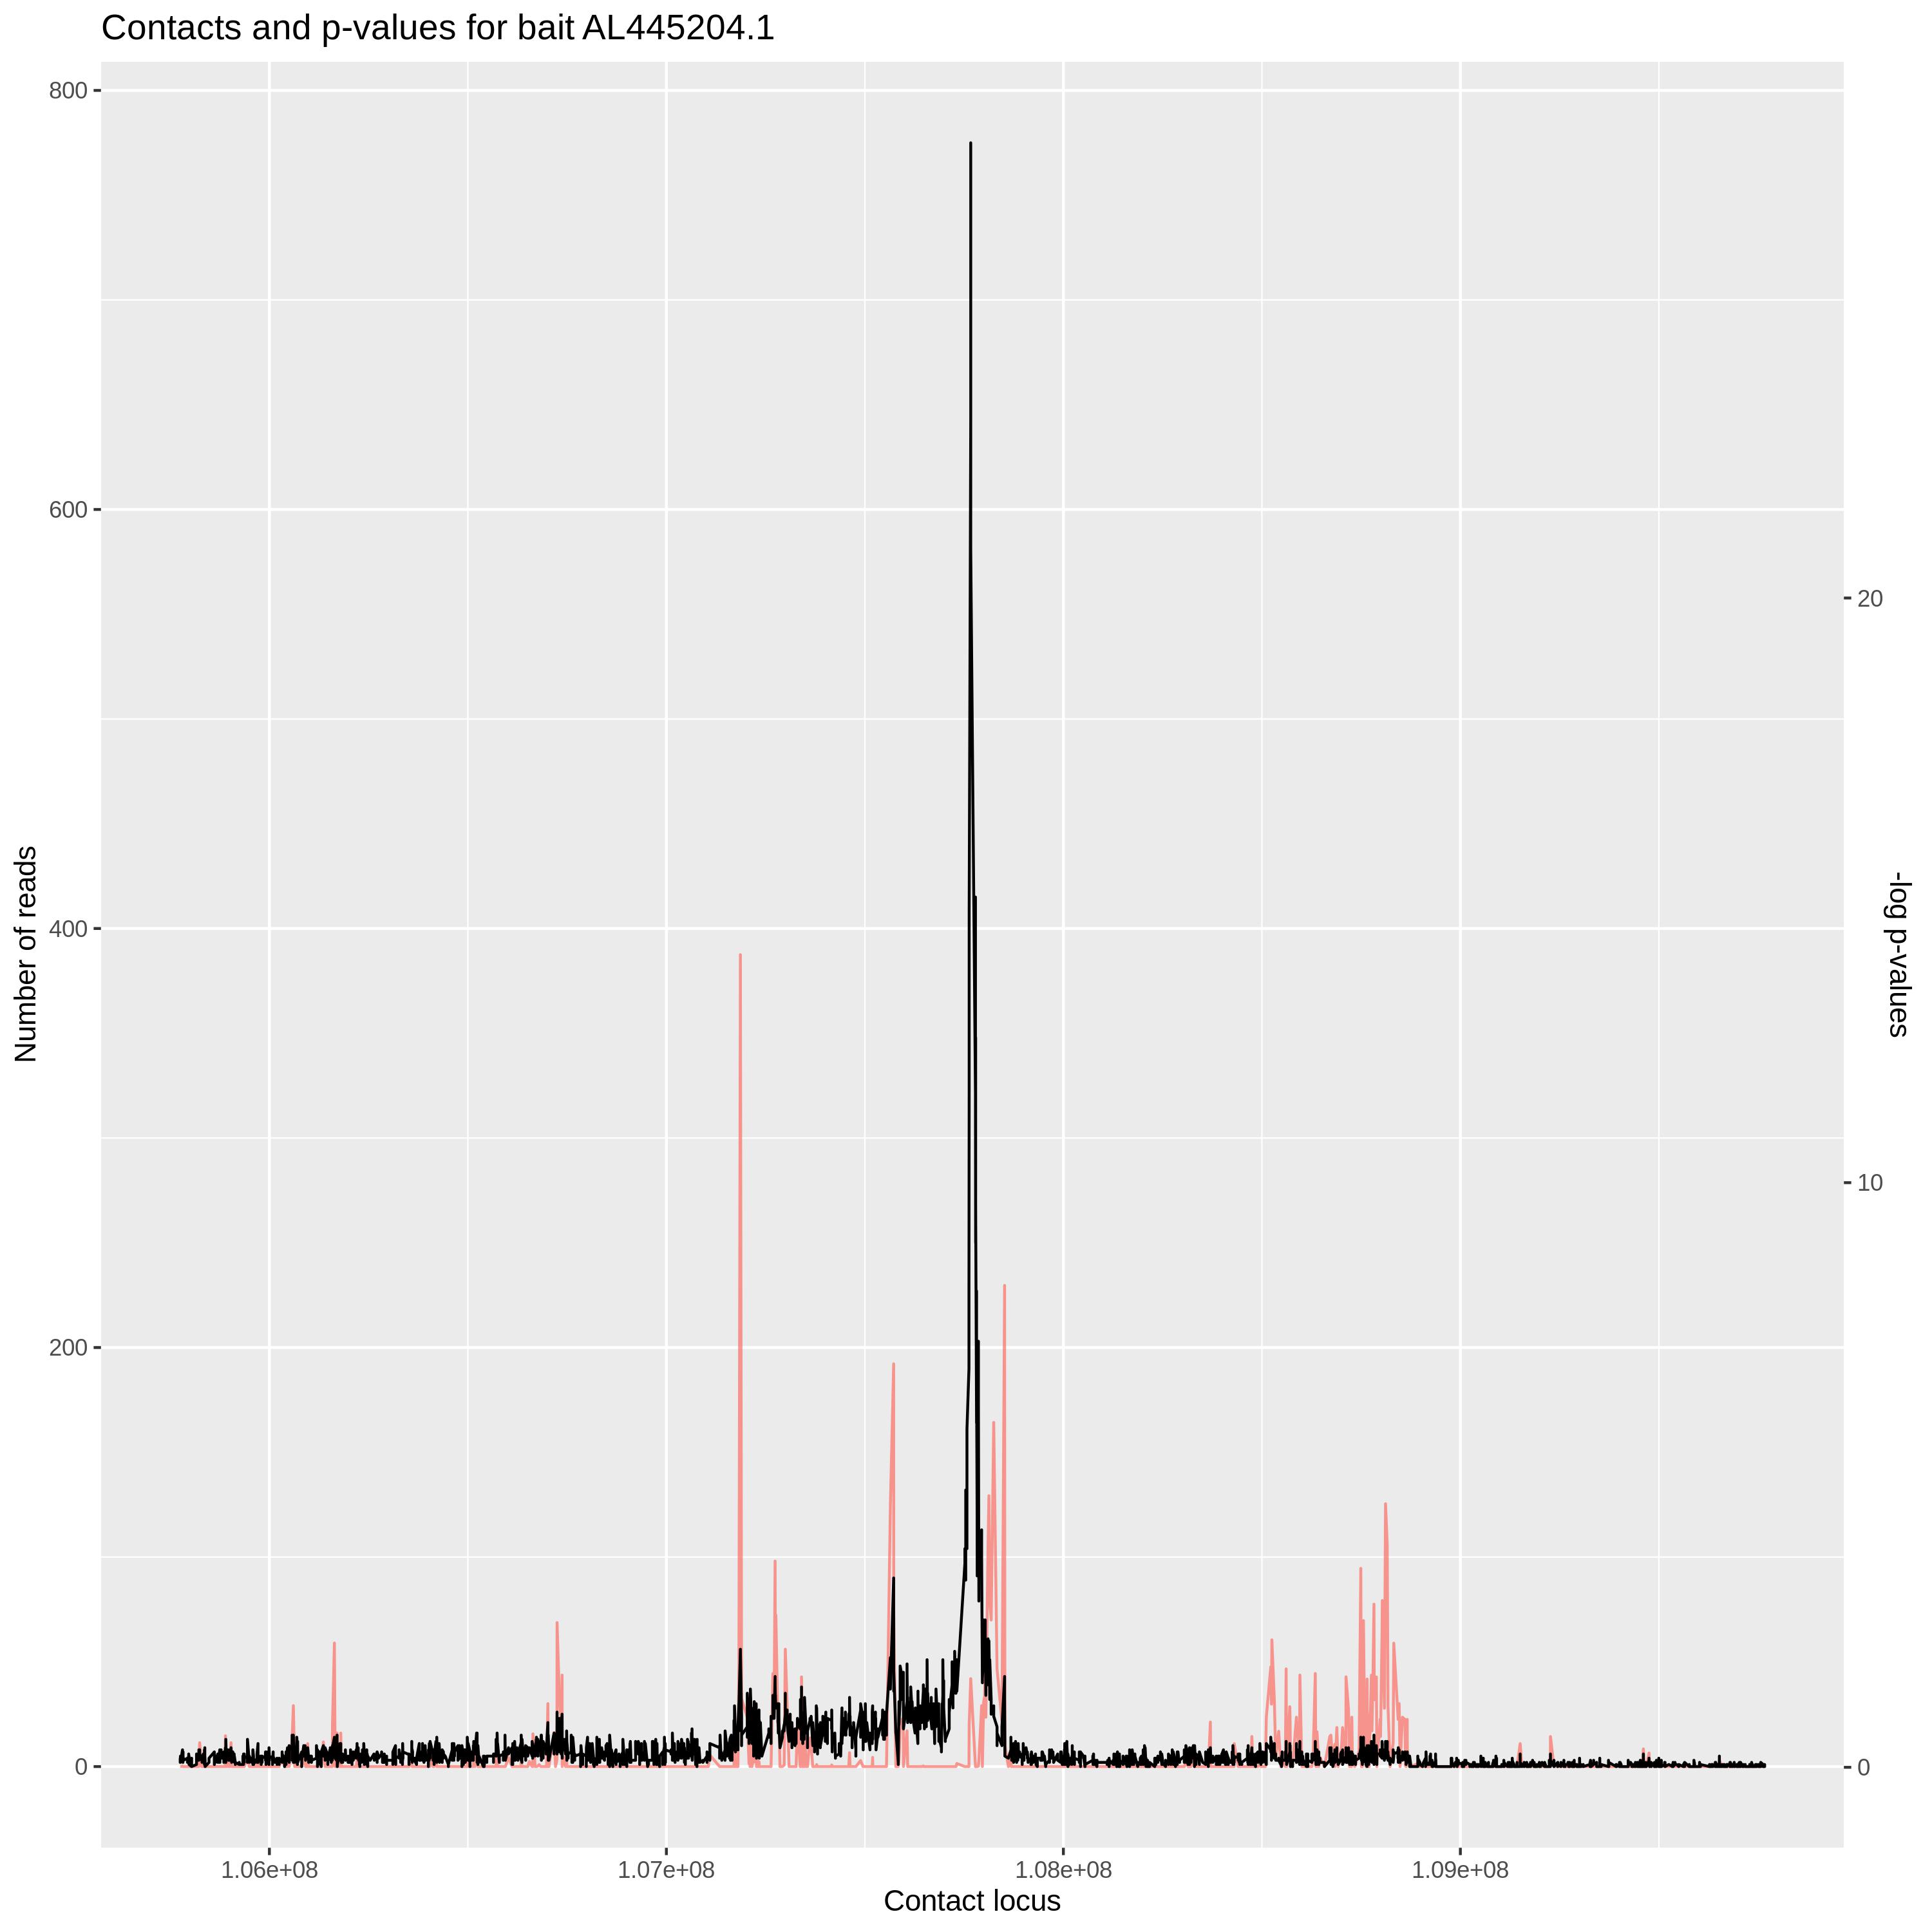 Contacts and p-values for bait AL445204.1
800
600
400
200
0
Number of reads
20
10
0
-log p-values
1.06e+08
1.07e+08
1.08e+08
1.09e+08
Contact locus